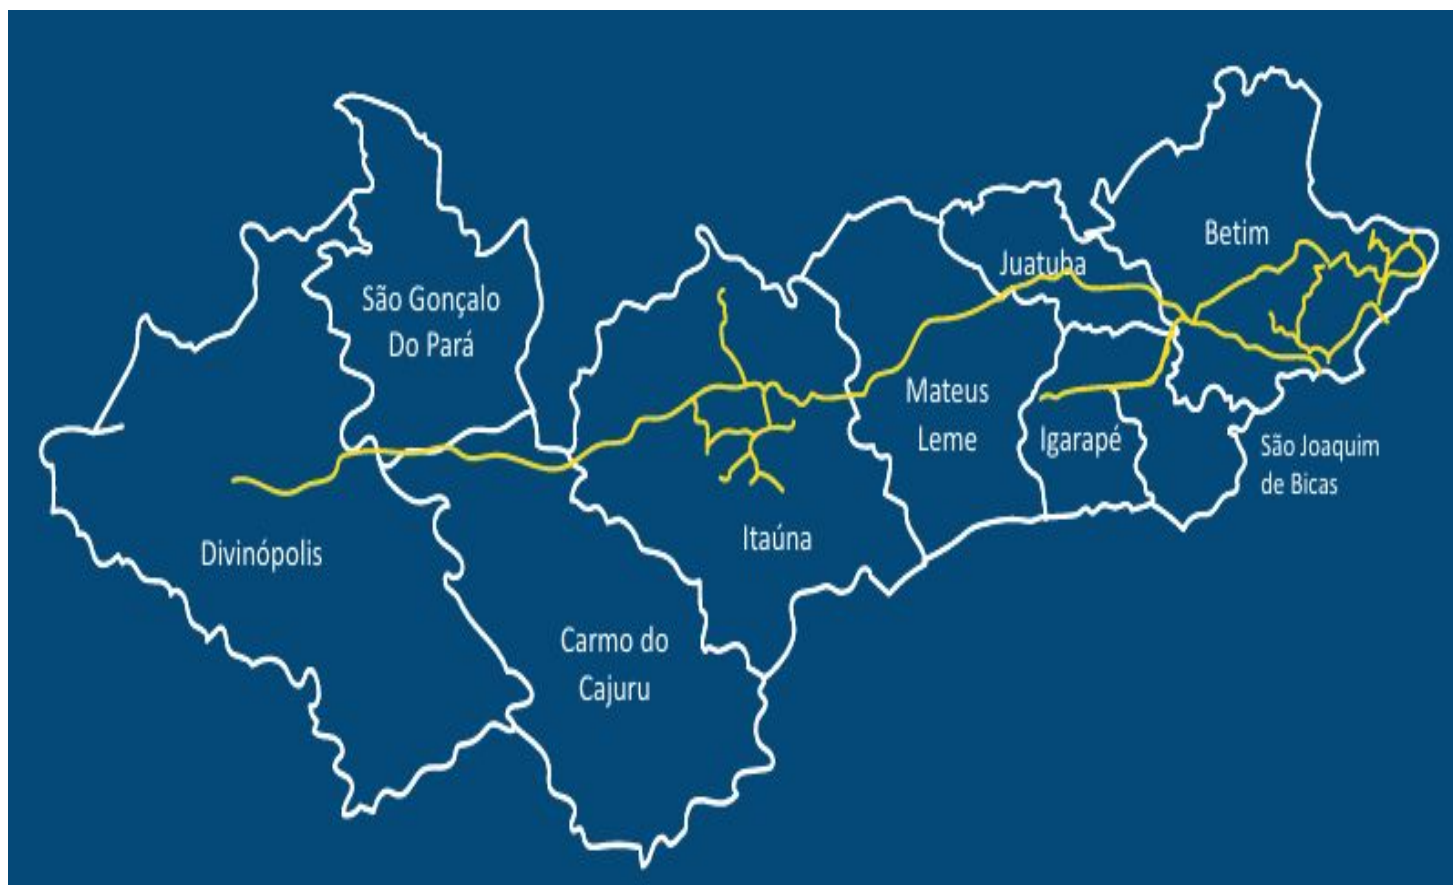 Betim
Juatuba
São Gonçalo
Do Pará
Mateus
Leme
Igarapé
São Joaquim
de Bicas
Itaúna
Divinópolis
Carmo do
Cajuru